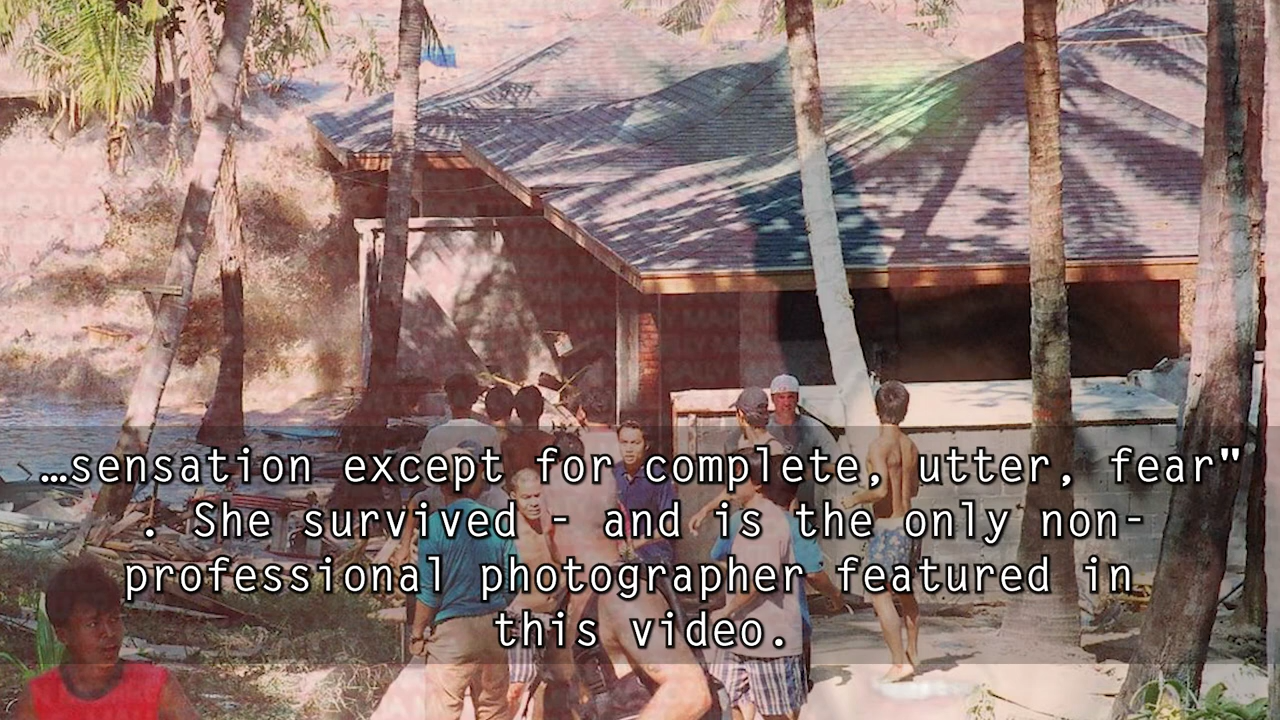 …sensation except for complete, utter, fear"
. She survived - and is the only non-
professional photographer featured in
this video.